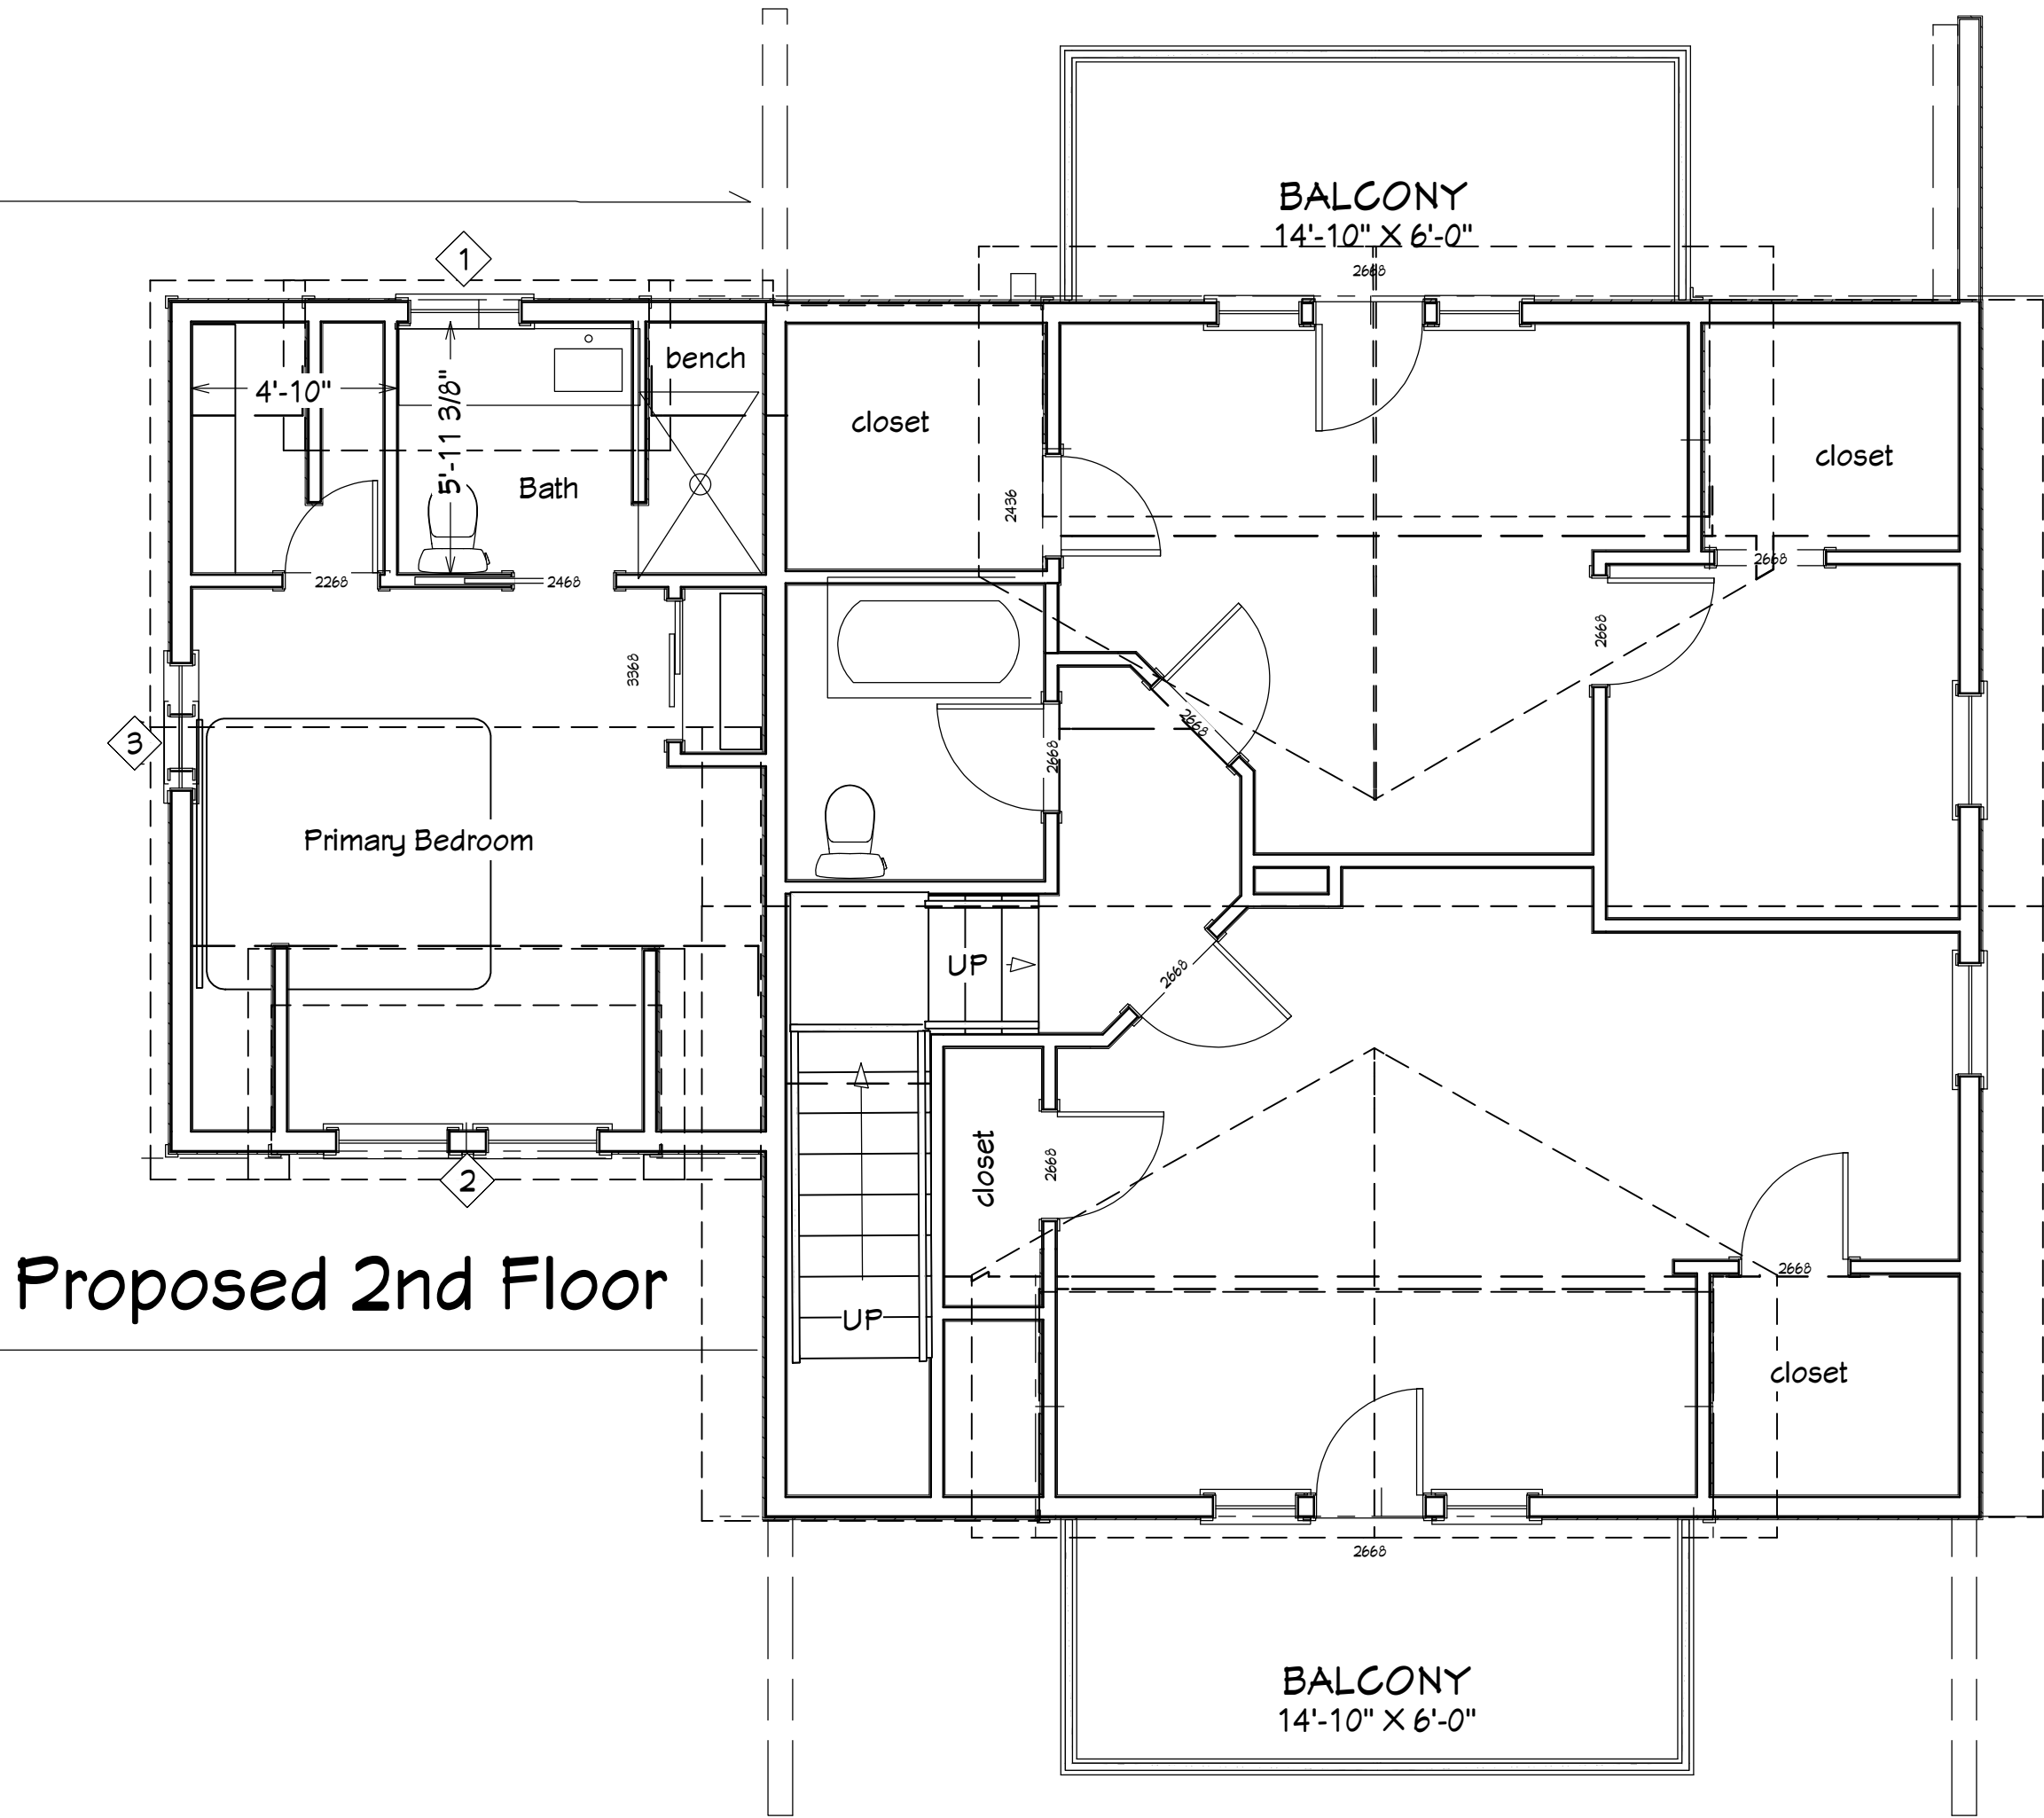 BALCONY
14'-10" X 6'-0"
2668
1
bench
4'-10"
5'-11 3/8"
closet
closet
Bath
2436
2268
2468
2668
2668
3368
2668
2668
3
Primary Bedroom
UP
2668
closet
2668
2
2668
Proposed 2nd Floor
UP
closet
2668
BALCONY
14'-10" X 6'-0"